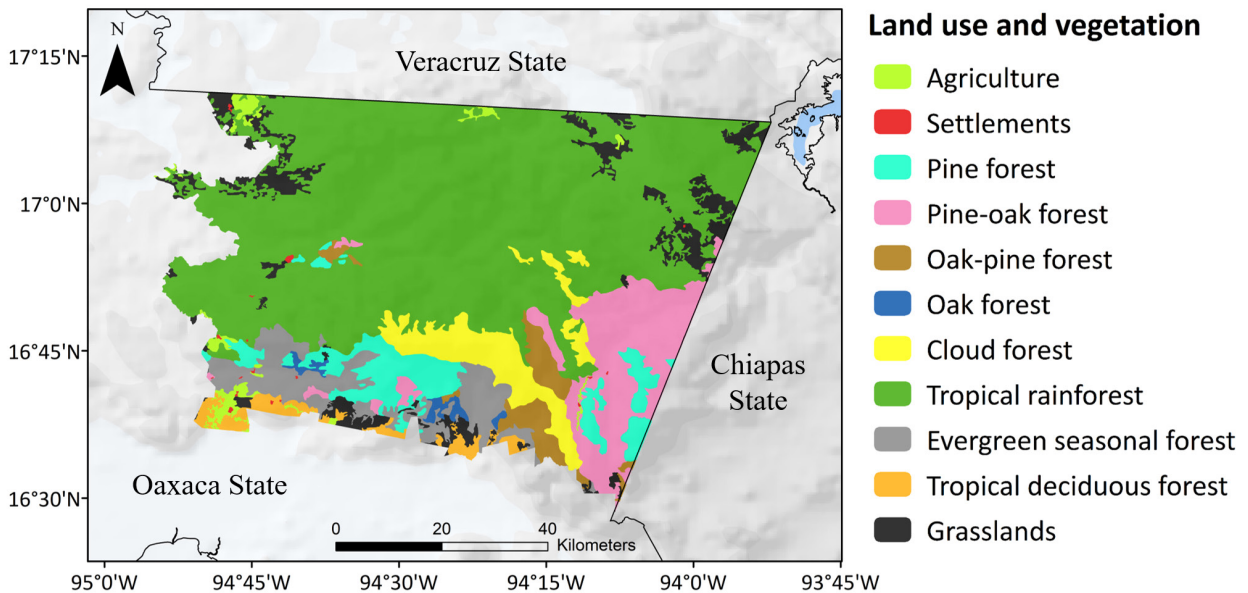 N
Veracruz State
Chiapas
State
Oaxaca State
17°15'N
17°0'N
16°45'N
16°30'N
0 20 40
Kilometers
95°0'W 94°45'W 94°30'W 94°15'W 94°0'W 93°45'W
Land use and vegetation
Agriculture
Settlements
Pine forest
Pine-oak forest
Oak-pine forest
Oak forest
Cloud forest
Tropical rainforest
Evergreen seasonal forest
Tropical deciduous forest
Grasslands